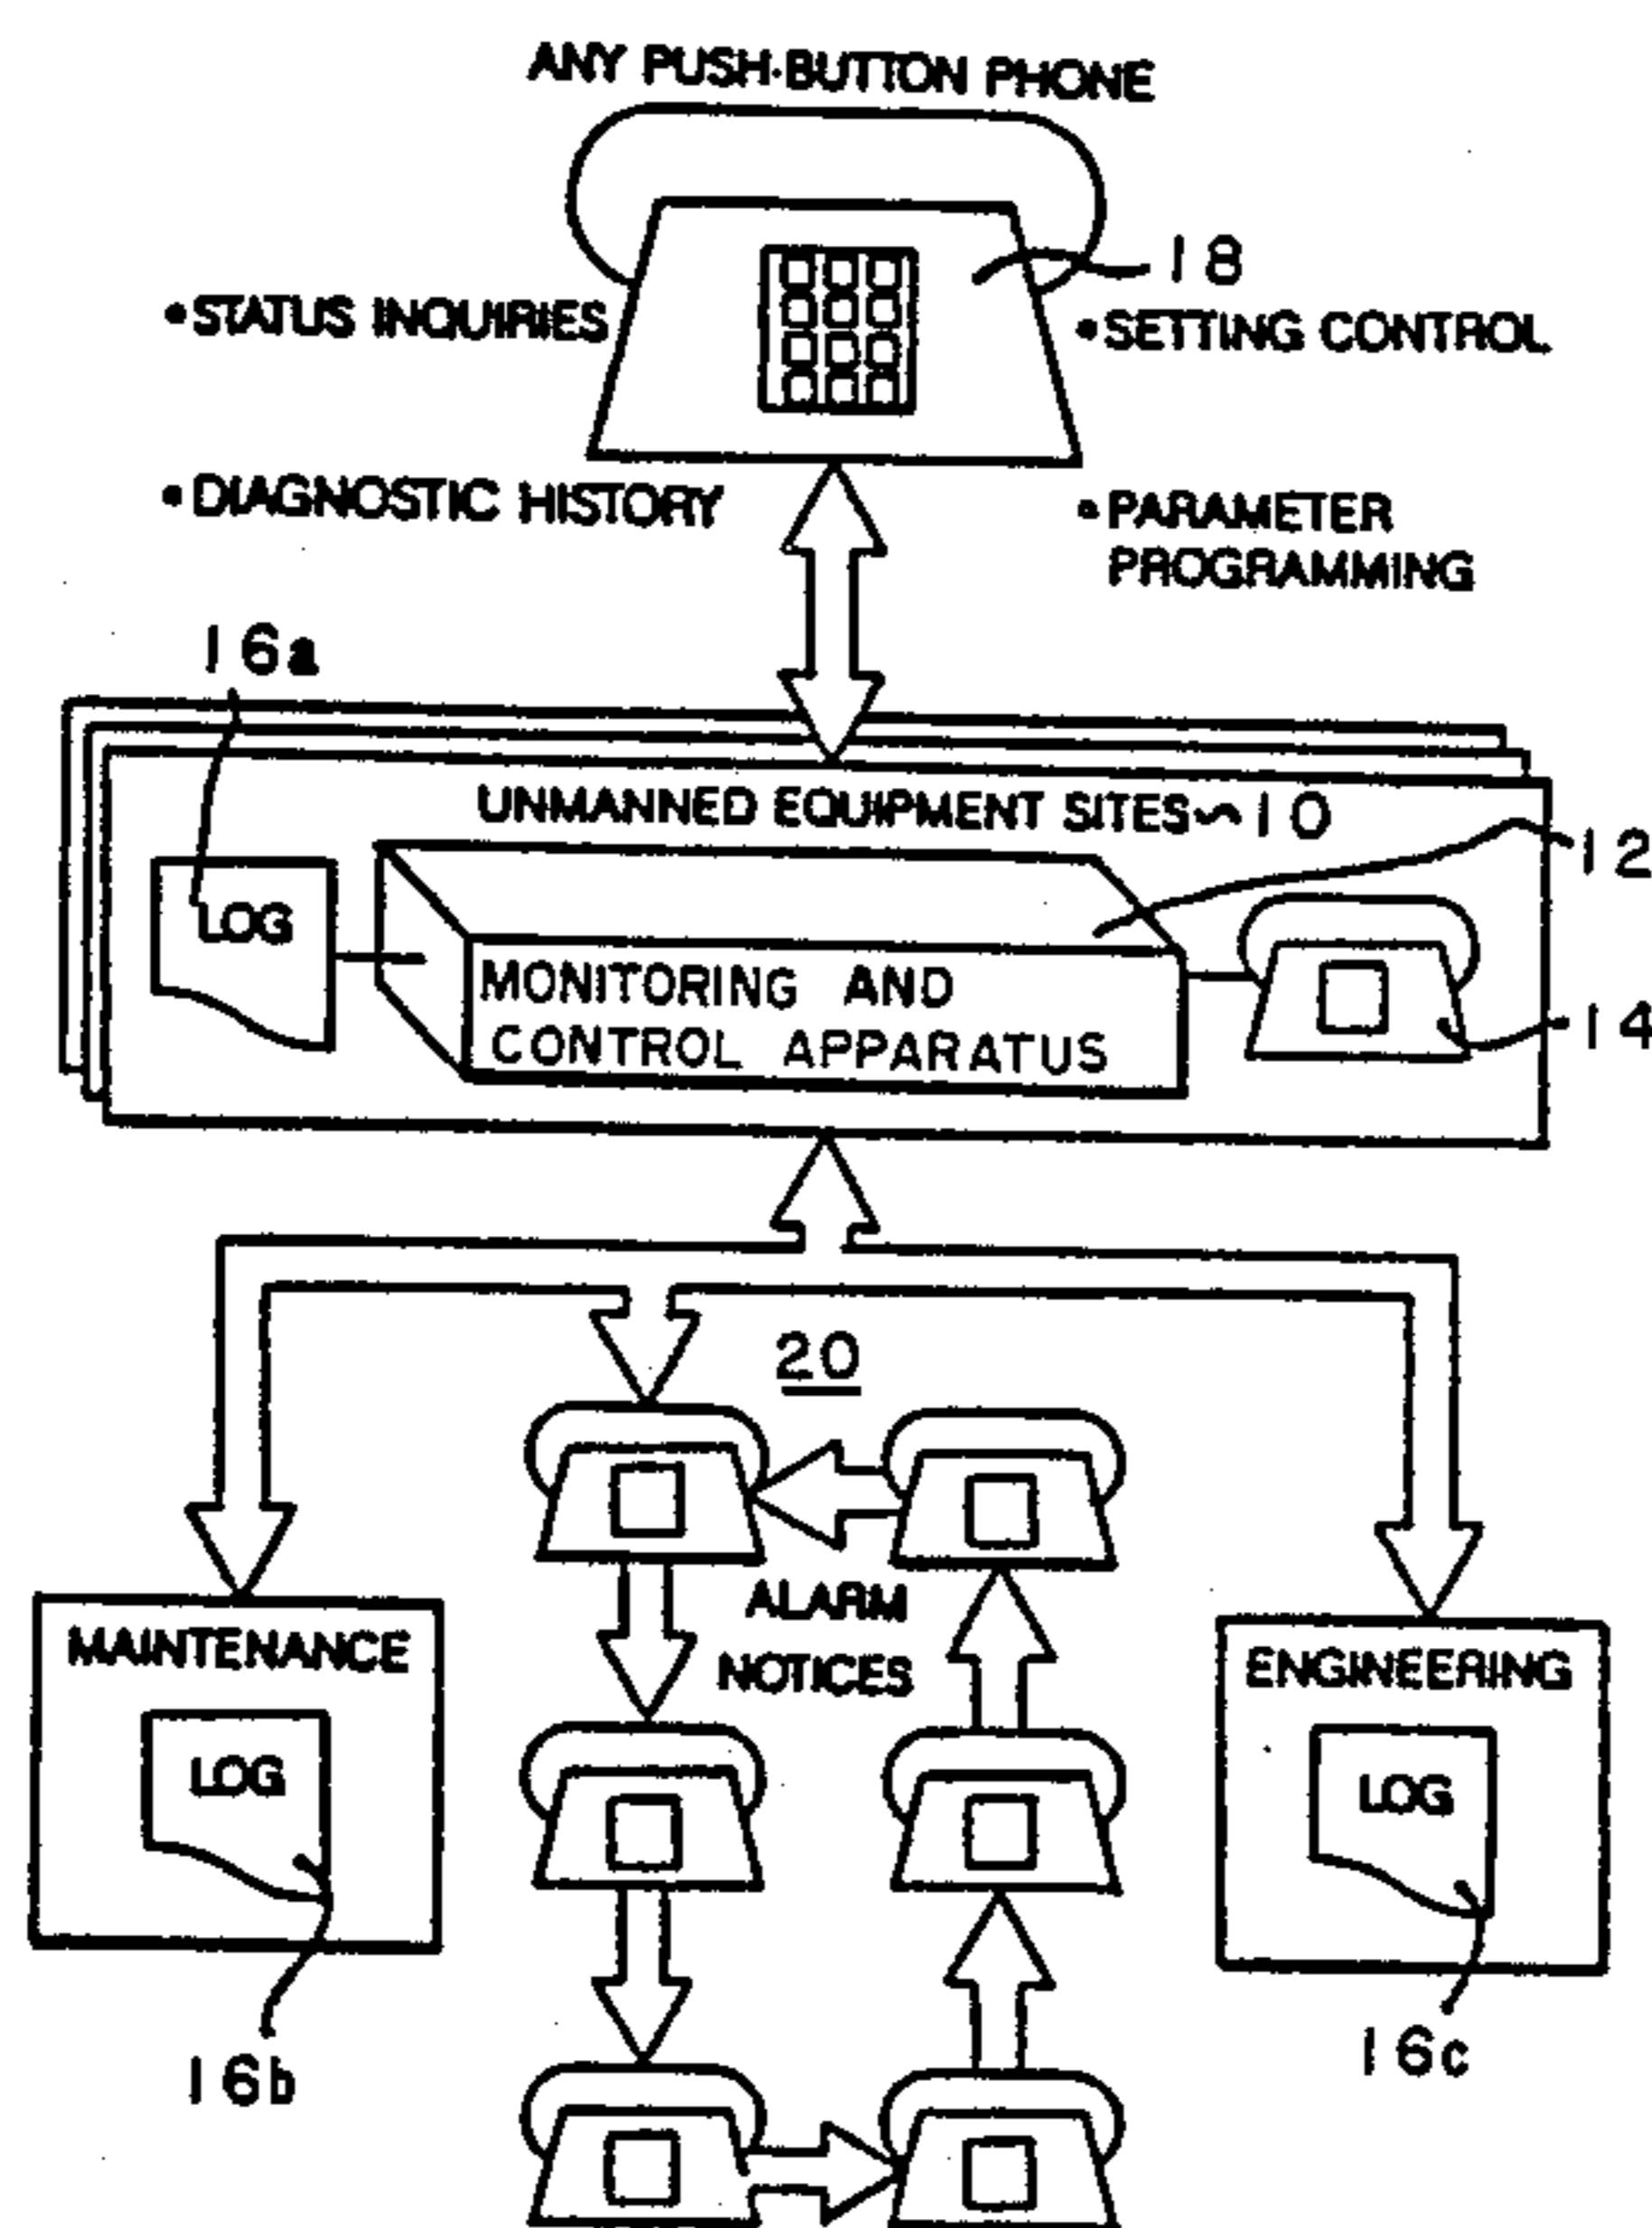 ANY PUSH-BUTTON PHONE
18
• STATUS INQUIRIES
• SETTING CONTROL
• DIAGNOSTIC HISTORY
• PARAMETER
PROGRAMMING
16a
UNMANNED EQUIPMENT SITES~10
12
LOG
MONITORING AND
CONTROL APPARATUS
14
20
ALARM
NOTICES
MAINTENANCE
LOG
ENGINEERING
LOG
16b
16c